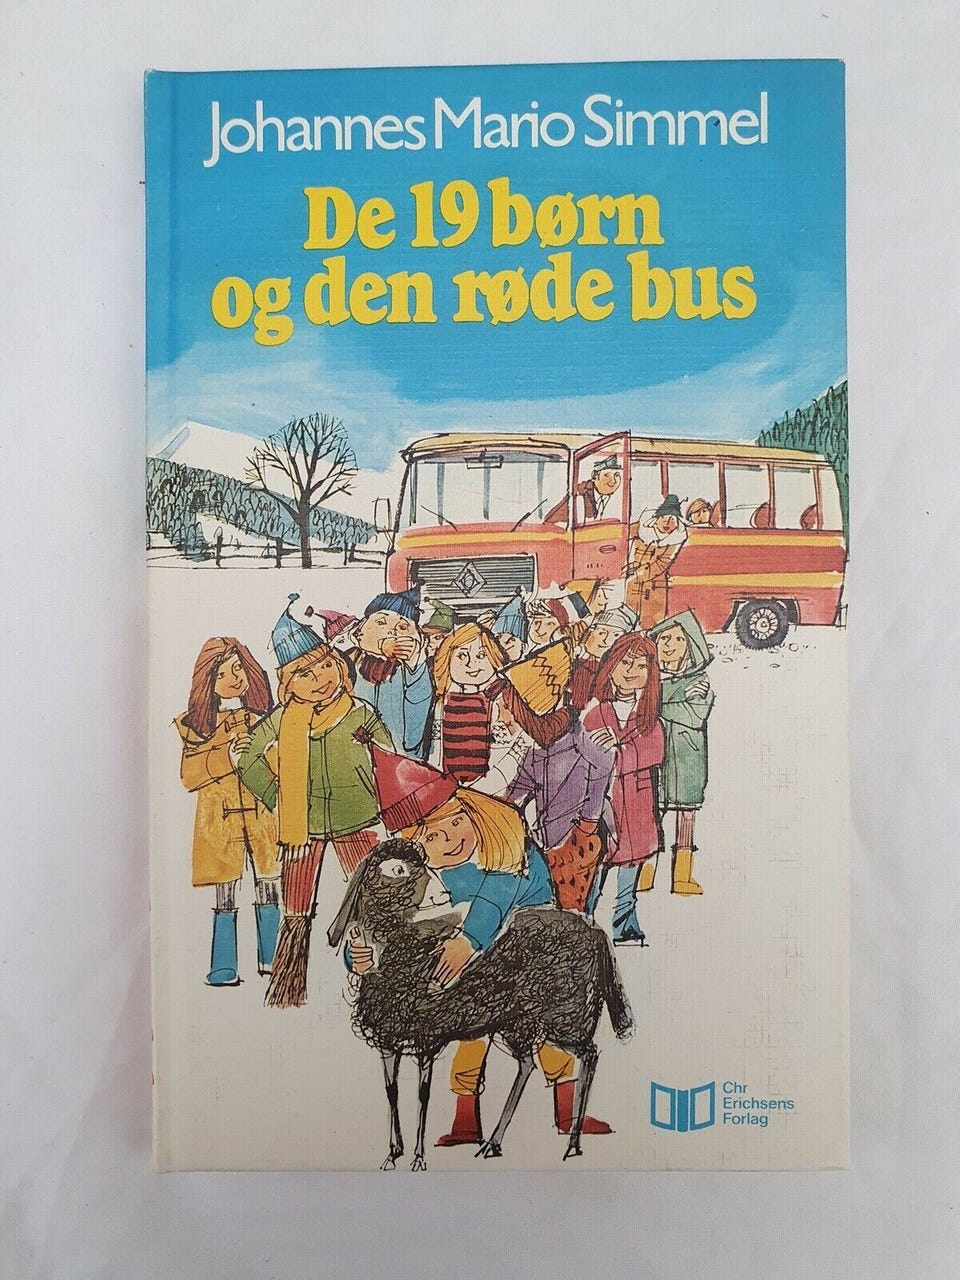 Johannes Mario Simmel
De 19 børn
og den røde bus
Chr
Erichsens
Forlag